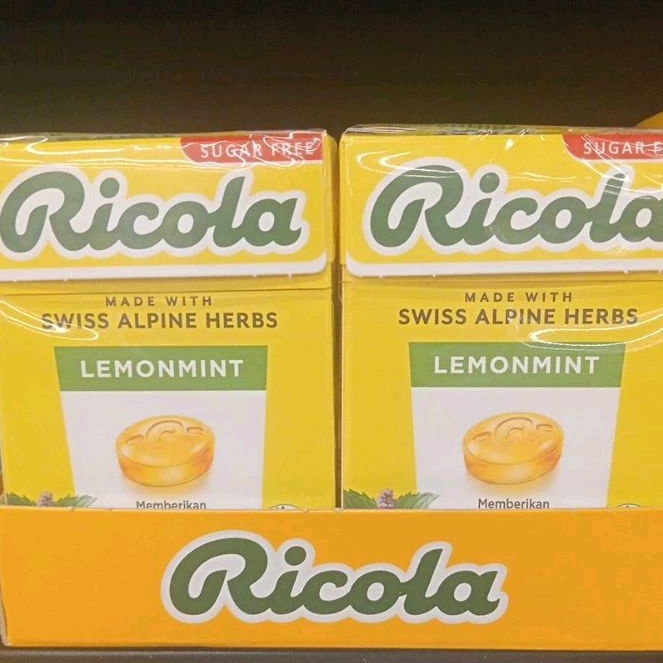 SUGAR FREE
Ricola
MADE WITH
SWISS ALPINE HERBS
LEMONMINT
Memberikan
SUGAR
Ricola
MADE WITH
SWISS ALPINE HERBS
LEMONMINT
Memberikan
Ricola